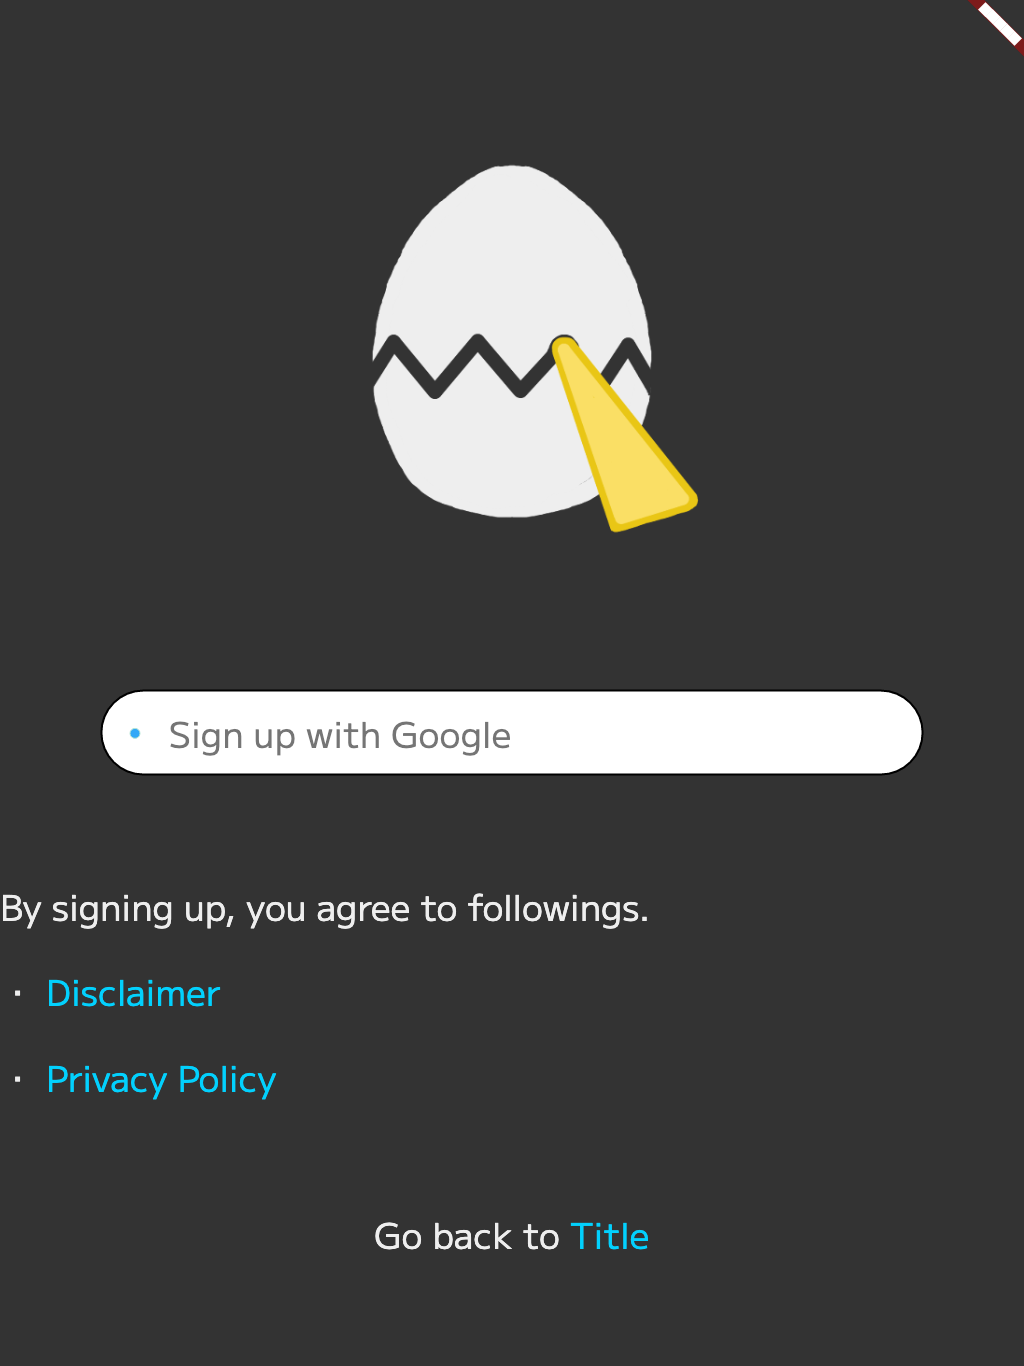 Sign up with Google
By signing up, you agree to followings.
· Disclaimer
· Privacy Policy
Go back to Title